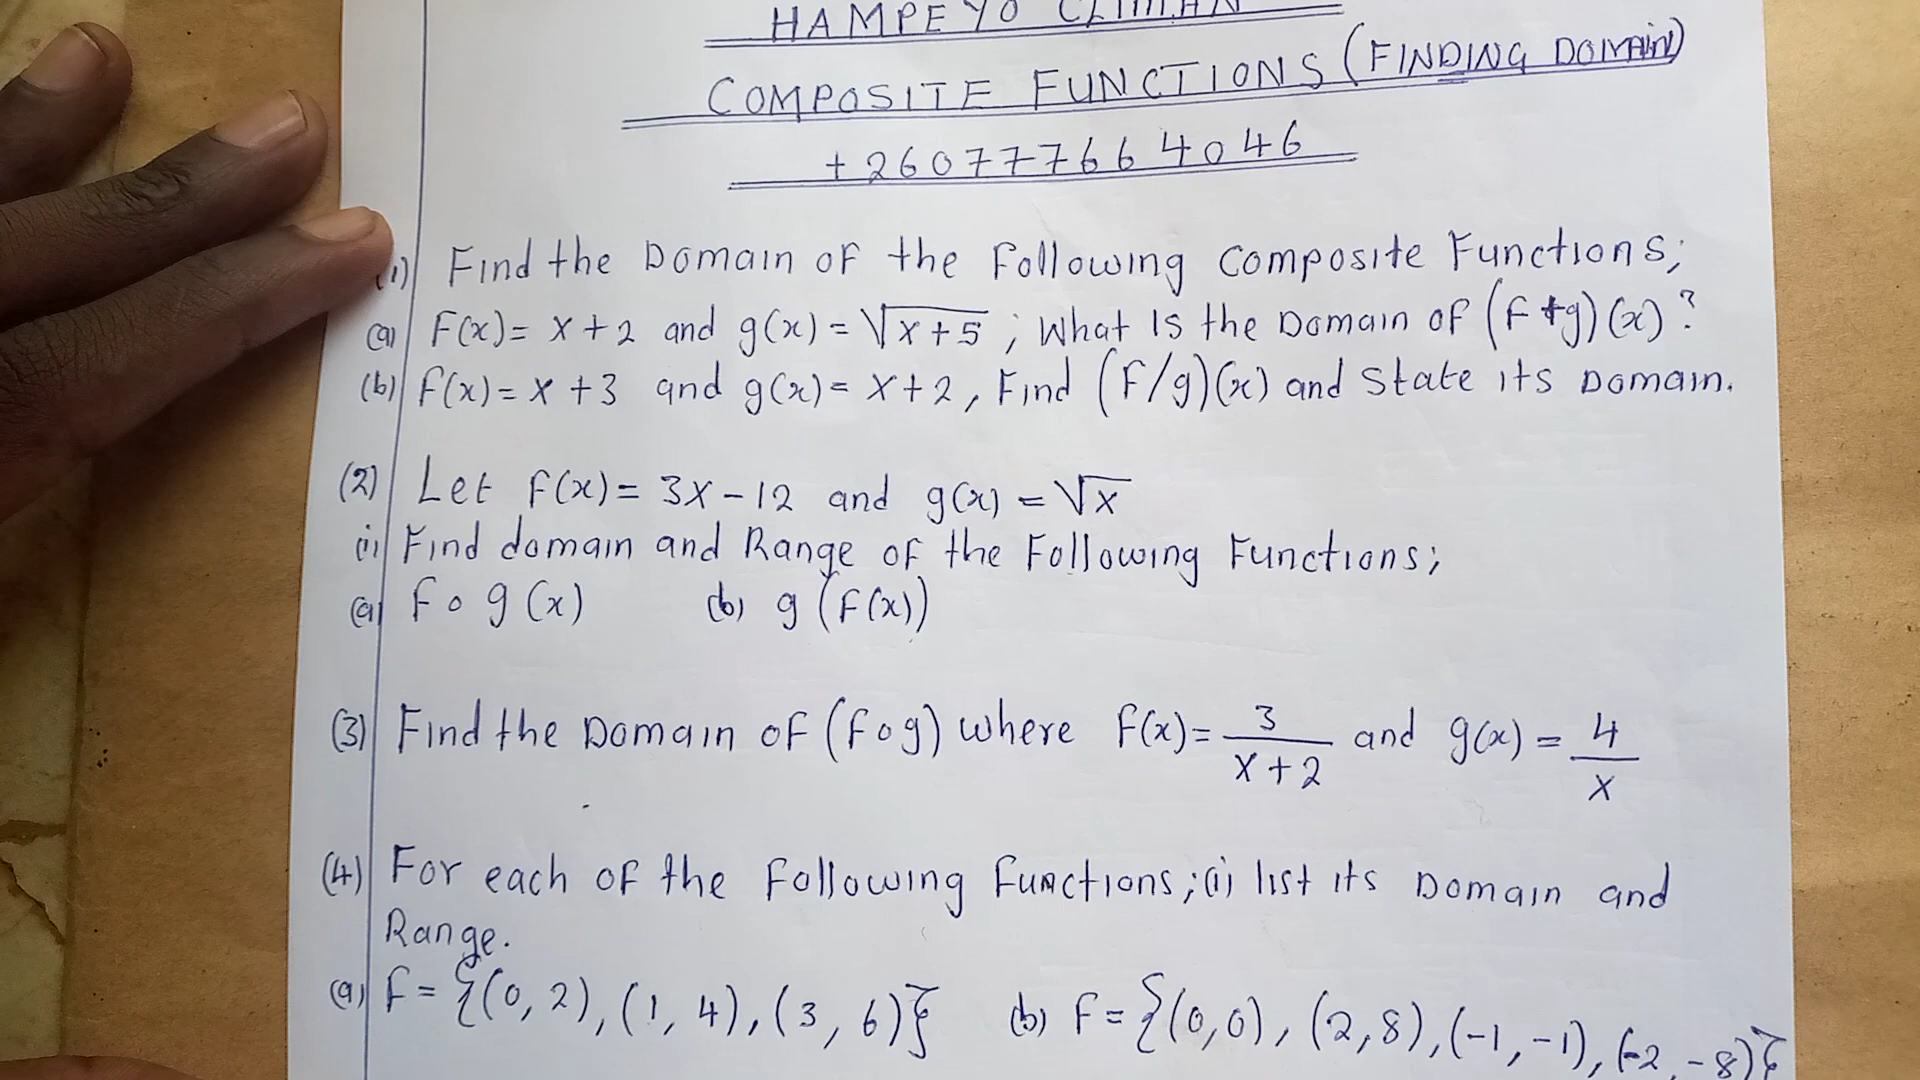 HAMPEYO
COMPOSITE FUNCTIONS (FINDING DOMAIN)
+260777664046
(1) Find the Domain of the Following Composite Functions;
(a) F(x) = x + 2 and g(x) = √x + 5 ; What is the Domain of (F + g)(x)?
(b) f(x) = x + 3 and g(x) = x + 2, Find (F/g)(x) and State its Domain.
(2) Let f(x) = 3x - 12 and g(x) = √x
(i) Find domain and Range of the Following Functions;
(a) f o g (x) (b) g (F(x))
(3) Find the Domain of (fog) where f(x) = 3/(x + 2) and g(x) = 4/x
(4) For each of the Following Functions; (i) list its Domain and
Range.
(a) f = {(0, 2), (1, 4), (3, 6)} (b) f = {(0,0), (2,8), (-1,-1), (-2, -8)}